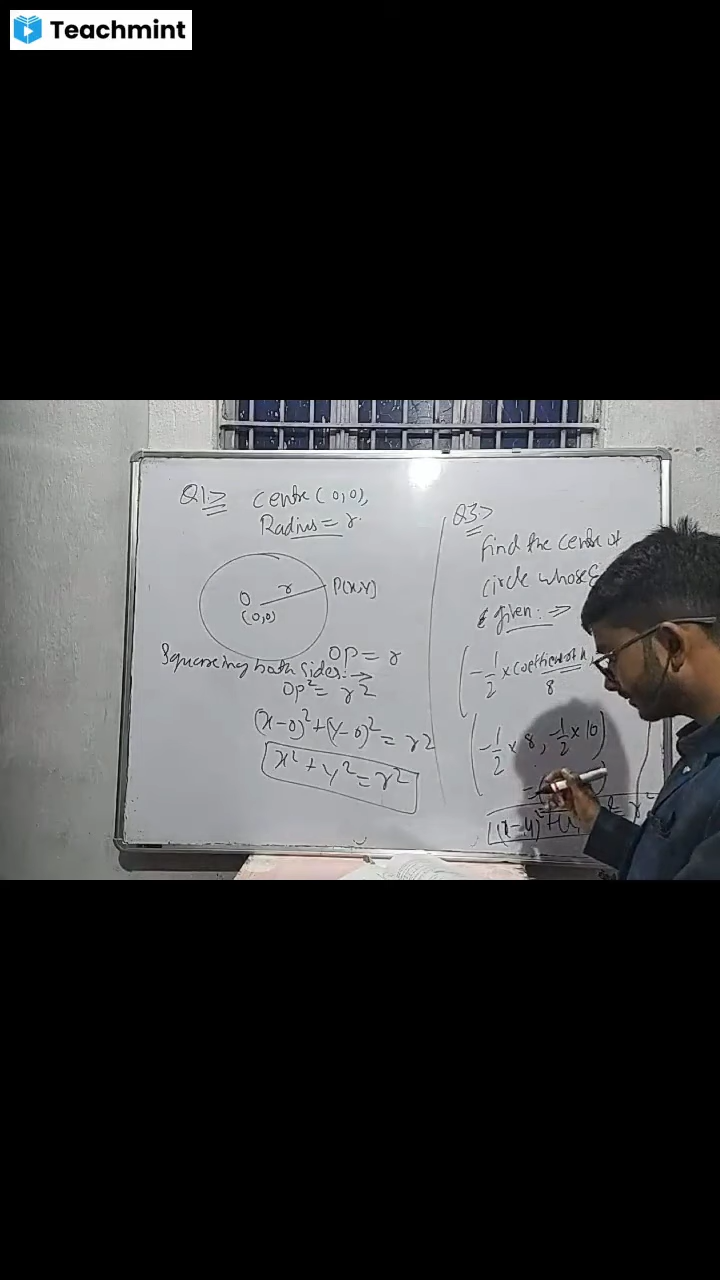 Teachmint
Q1>
Centre (0,0),
Radius = r.
O
r
P(x,y)
(0,0)
OP = r
Squareing both sides: →
OP² = r²
(x-0)²+(y-0)² = r²
x² + y² = r²
Q3>
find the centre of
circle whose
given: →
(-1/2 × coefficient of x,
8
(-1/2 × 8, -1/2 × 10)
=(